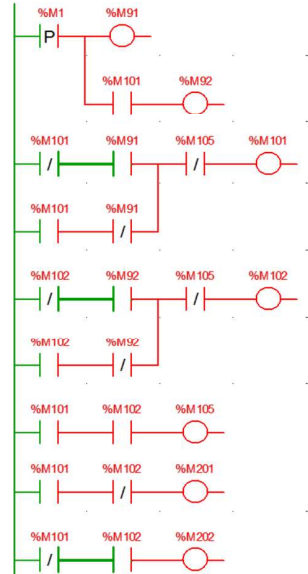 %M1 %M91
P
%M101 %M92
%M101 %M91 %M105 %M101
/ /
%M101 %M91
/
%M102 %M92 %M105 %M102
/ /
%M102 %M92
/
%M101 %M102 %M105
%M101 %M102 %M201
/
%M101 %M102 %M202
/